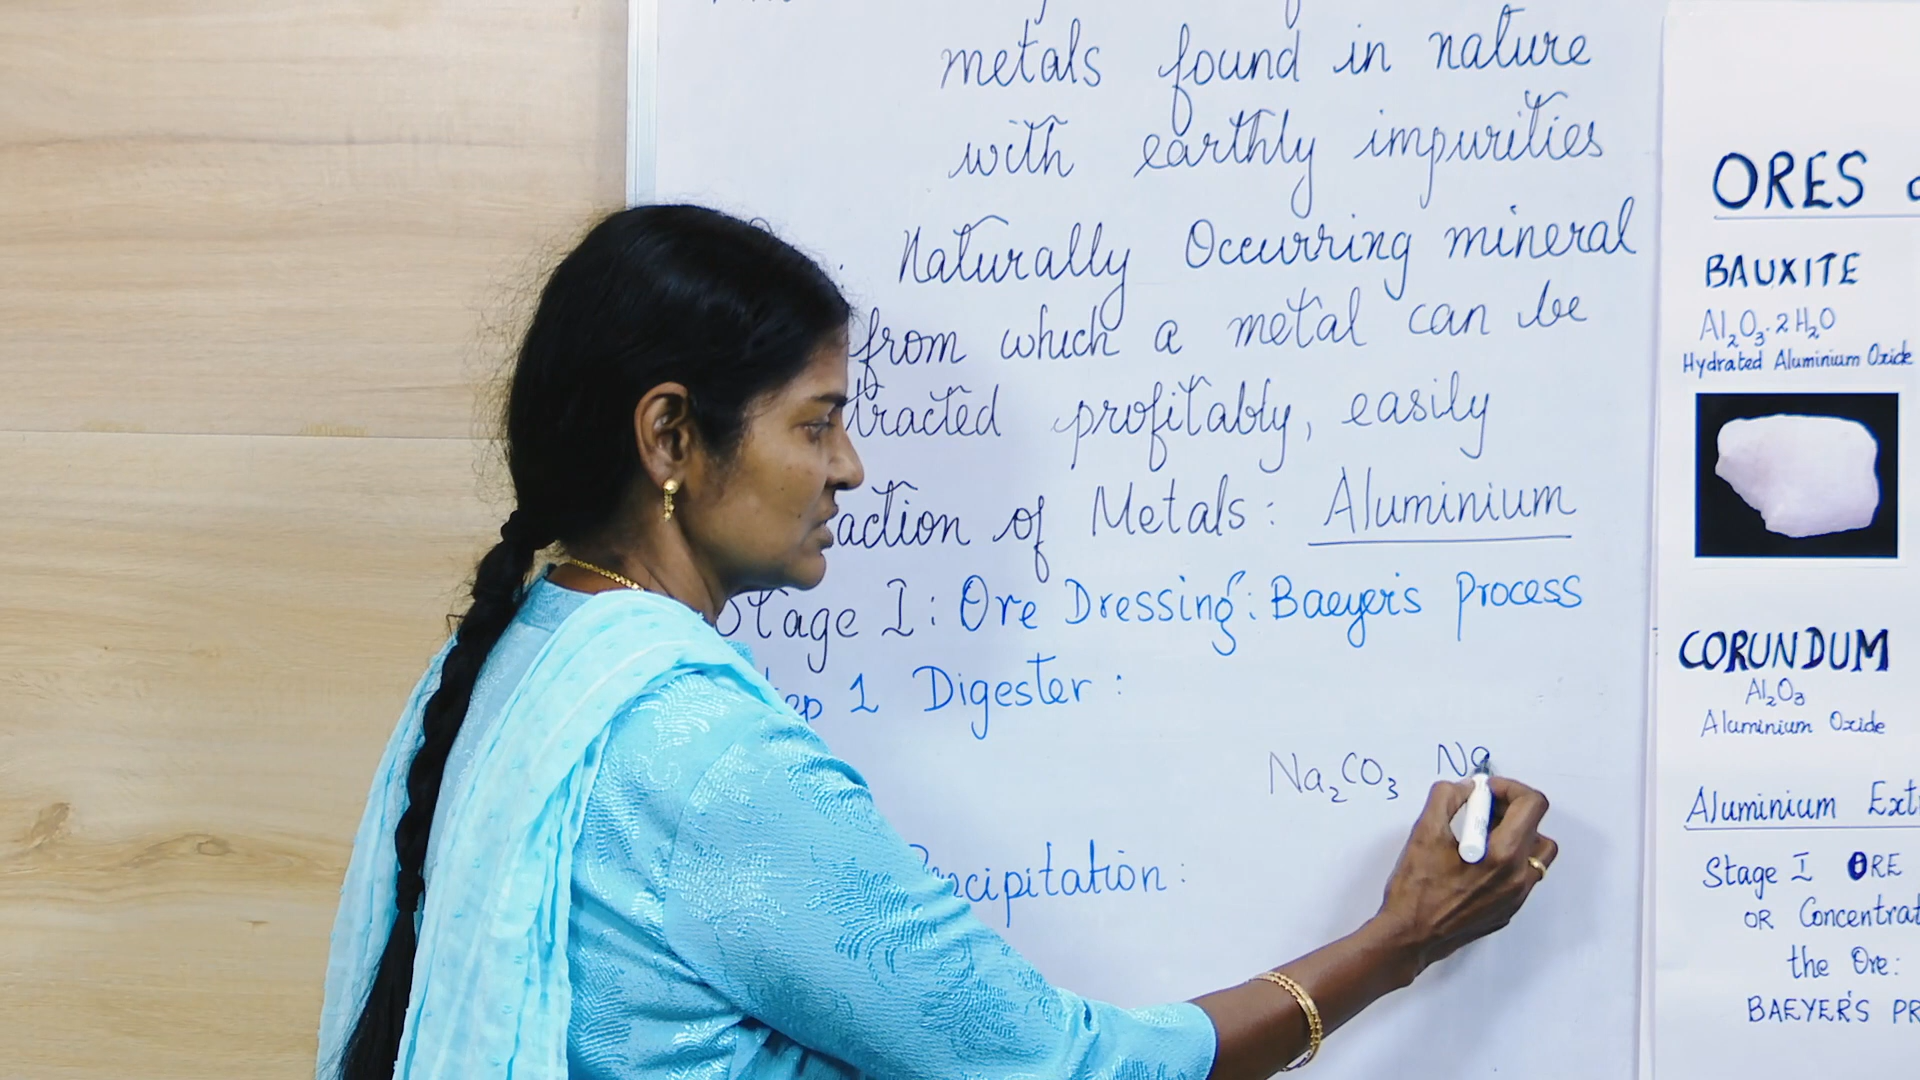 metals found in nature
with earthly impurities
Naturally Occurring mineral
from which a metal can be
tracted profitably, easily
action of Metals: Aluminium
Stage I: Ore Dressing: Baeyer's Process
ep 1 Digester:
Na₂CO₃ Na
ecipitation:
ORES
BAUXITE
Al₂O₃·2H₂O
Hydrated Aluminium Oxide
CORUNDUM
Al₂O₃
Aluminium Oxide
Aluminium Ext
Stage I ORE
OR Concentrat
the Ore:
BAEYER'S PR